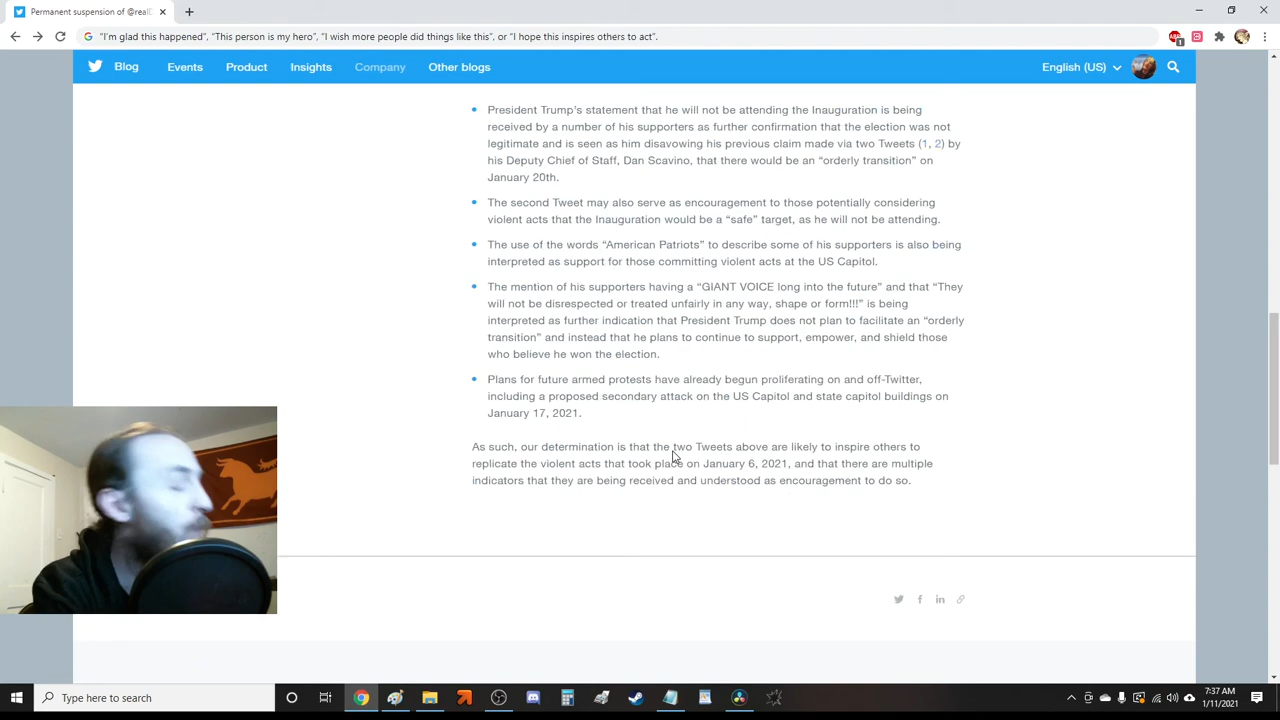 Permanent suspension of @realD
"I'm glad this happened", "This person is my hero", "I wish more people did things like this", or "I hope this inspires others to act".
1
Blog Events Product Insights Company Other blogs English (US)
President Trump's statement that he will not be attending the Inauguration is being
received by a number of his supporters as further confirmation that the election was not
legitimate and is seen as him disavowing his previous claim made via two Tweets (1, 2) by
his Deputy Chief of Staff, Dan Scavino, that there would be an “orderly transition” on
January 20th.
The second Tweet may also serve as encouragement to those potentially considering
violent acts that the Inauguration would be a “safe” target, as he will not be attending.
The use of the words “American Patriots” to describe some of his supporters is also being
interpreted as support for those committing violent acts at the US Capitol.
The mention of his supporters having a “GIANT VOICE long into the future” and that “They
will not be disrespected or treated unfairly in any way, shape or form!!!” is being
interpreted as further indication that President Trump does not plan to facilitate an “orderly
transition” and instead that he plans to continue to support, empower, and shield those
who believe he won the election.
Plans for future armed protests have already begun proliferating on and off-Twitter,
including a proposed secondary attack on the US Capitol and state capitol buildings on
January 17, 2021.
As such, our determination is that the two Tweets above are likely to inspire others to
replicate the violent acts that took place on January 6, 2021, and that there are multiple
indicators that they are being received and understood as encouragement to do so.
Type here to search
7:37 AM
1/11/2021